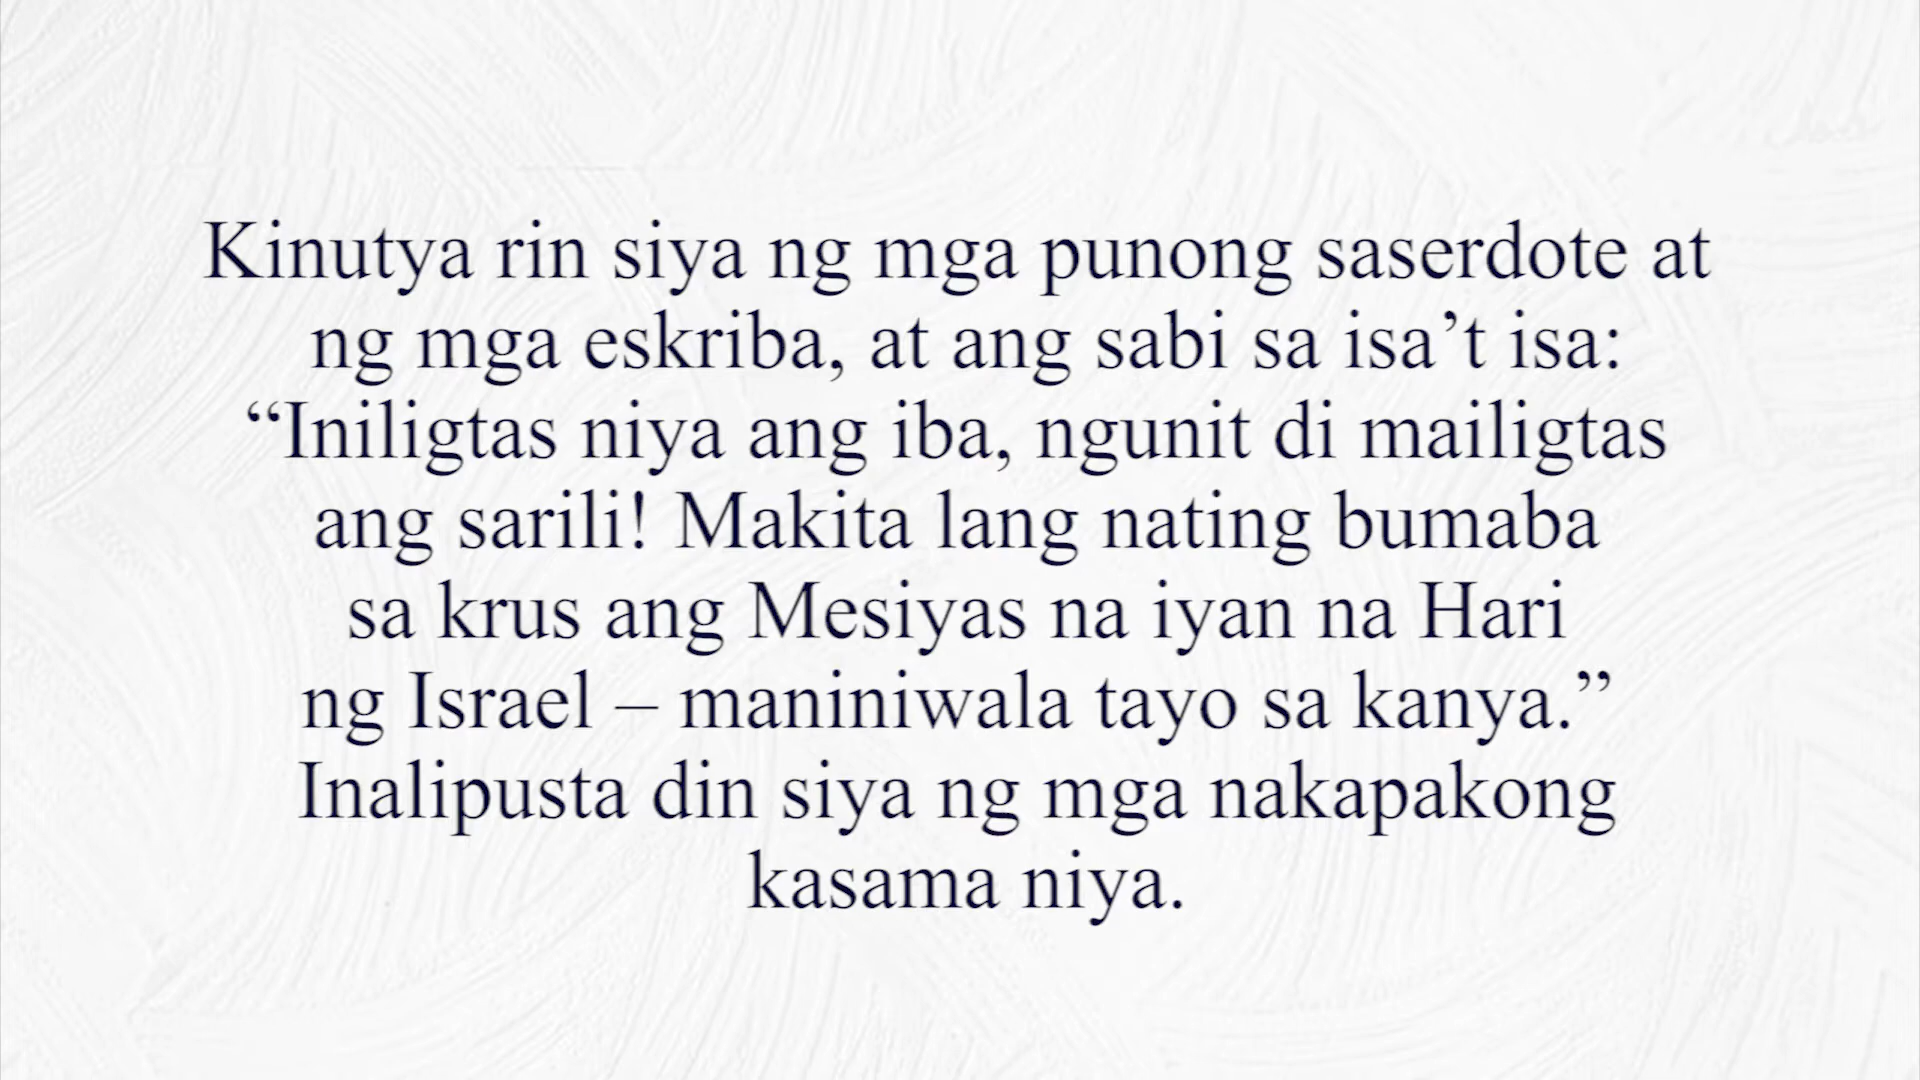 Kinutya rin siya ng mga punong saserdote at
ng mga eskriba, at ang sabi sa isa’t isa:
“Iniligtas niya ang iba, ngunit di mailigtas
ang sarili! Makita lang nating bumaba
sa krus ang Mesiyas na iyan na Hari
ng Israel – maniniwala tayo sa kanya.”
Inalipusta din siya ng mga nakapakong
kasama niya.